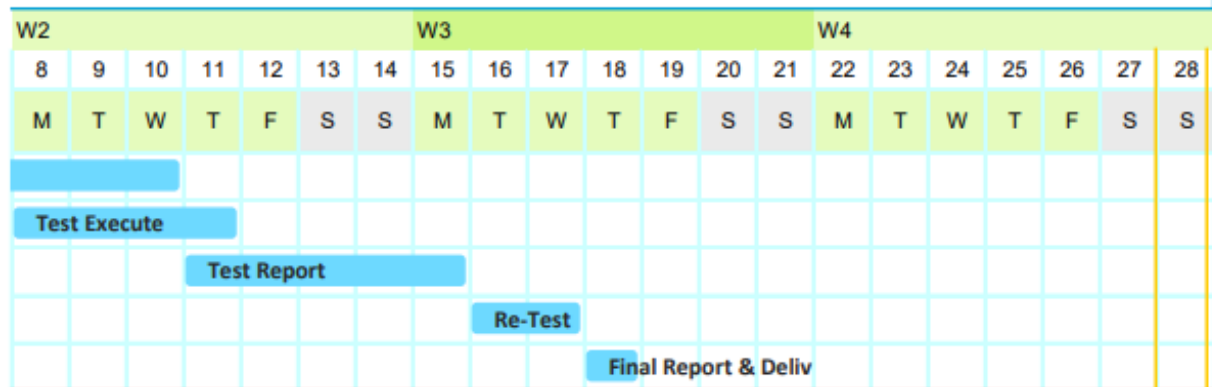 W2 W3 W4
8 9 10 11 12 13 14 15 16 17 18 19 20 21 22 23 24 25 26 27 28
M T W T F S S M T W T F S S M T W T F S S
Test Execute
Test Report
Re-Test
Final Report & Deliv